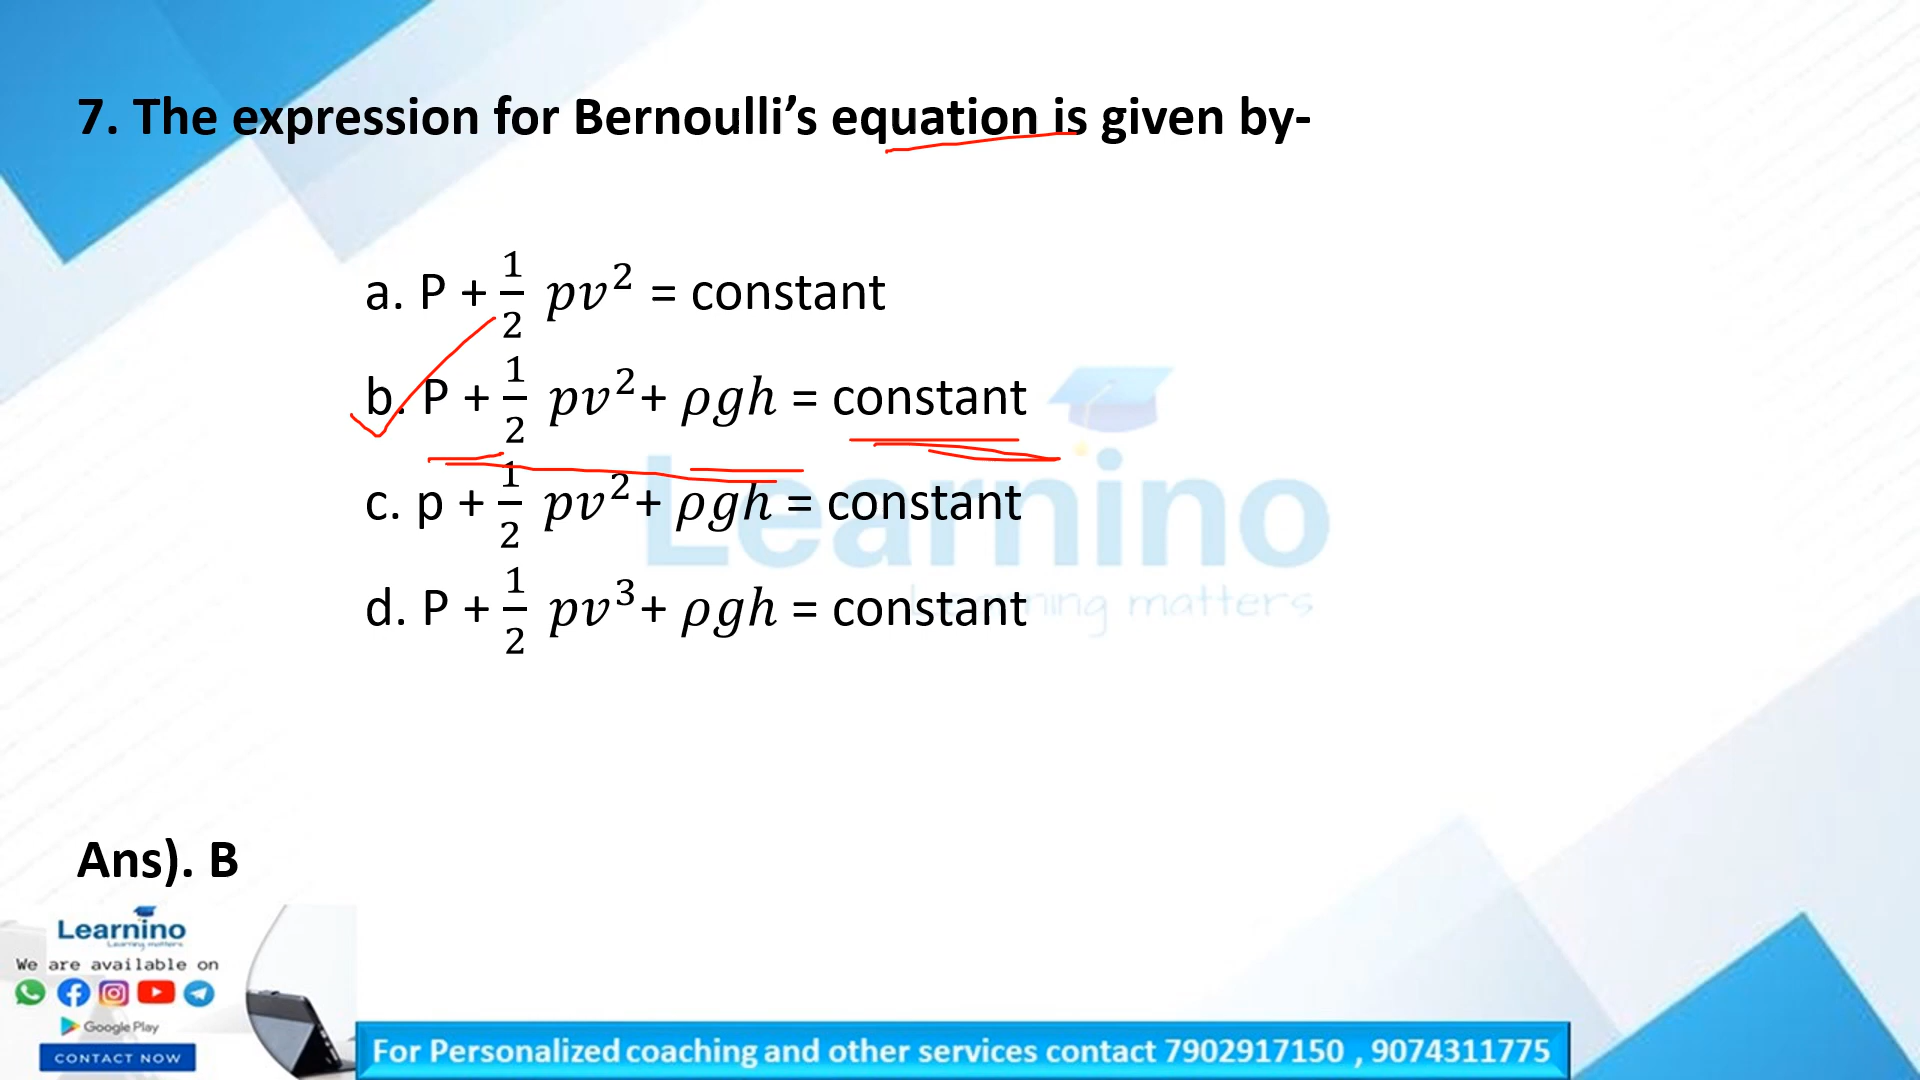 7. The expression for Bernoulli’s equation is given by-
a. P + 1/2 pv² = constant
b. P + 1/2 pv²+ ρgh = constant
c. p + 1/2 pv²+ ρgh = constant
d. P + 1/2 pv³+ ρgh = constant
Learnino
Learning matters
Ans). B
Learnino
Learning matters
We are available on
Google Play
CONTACT NOW
For Personalized coaching and other services contact 7902917150 , 9074311775